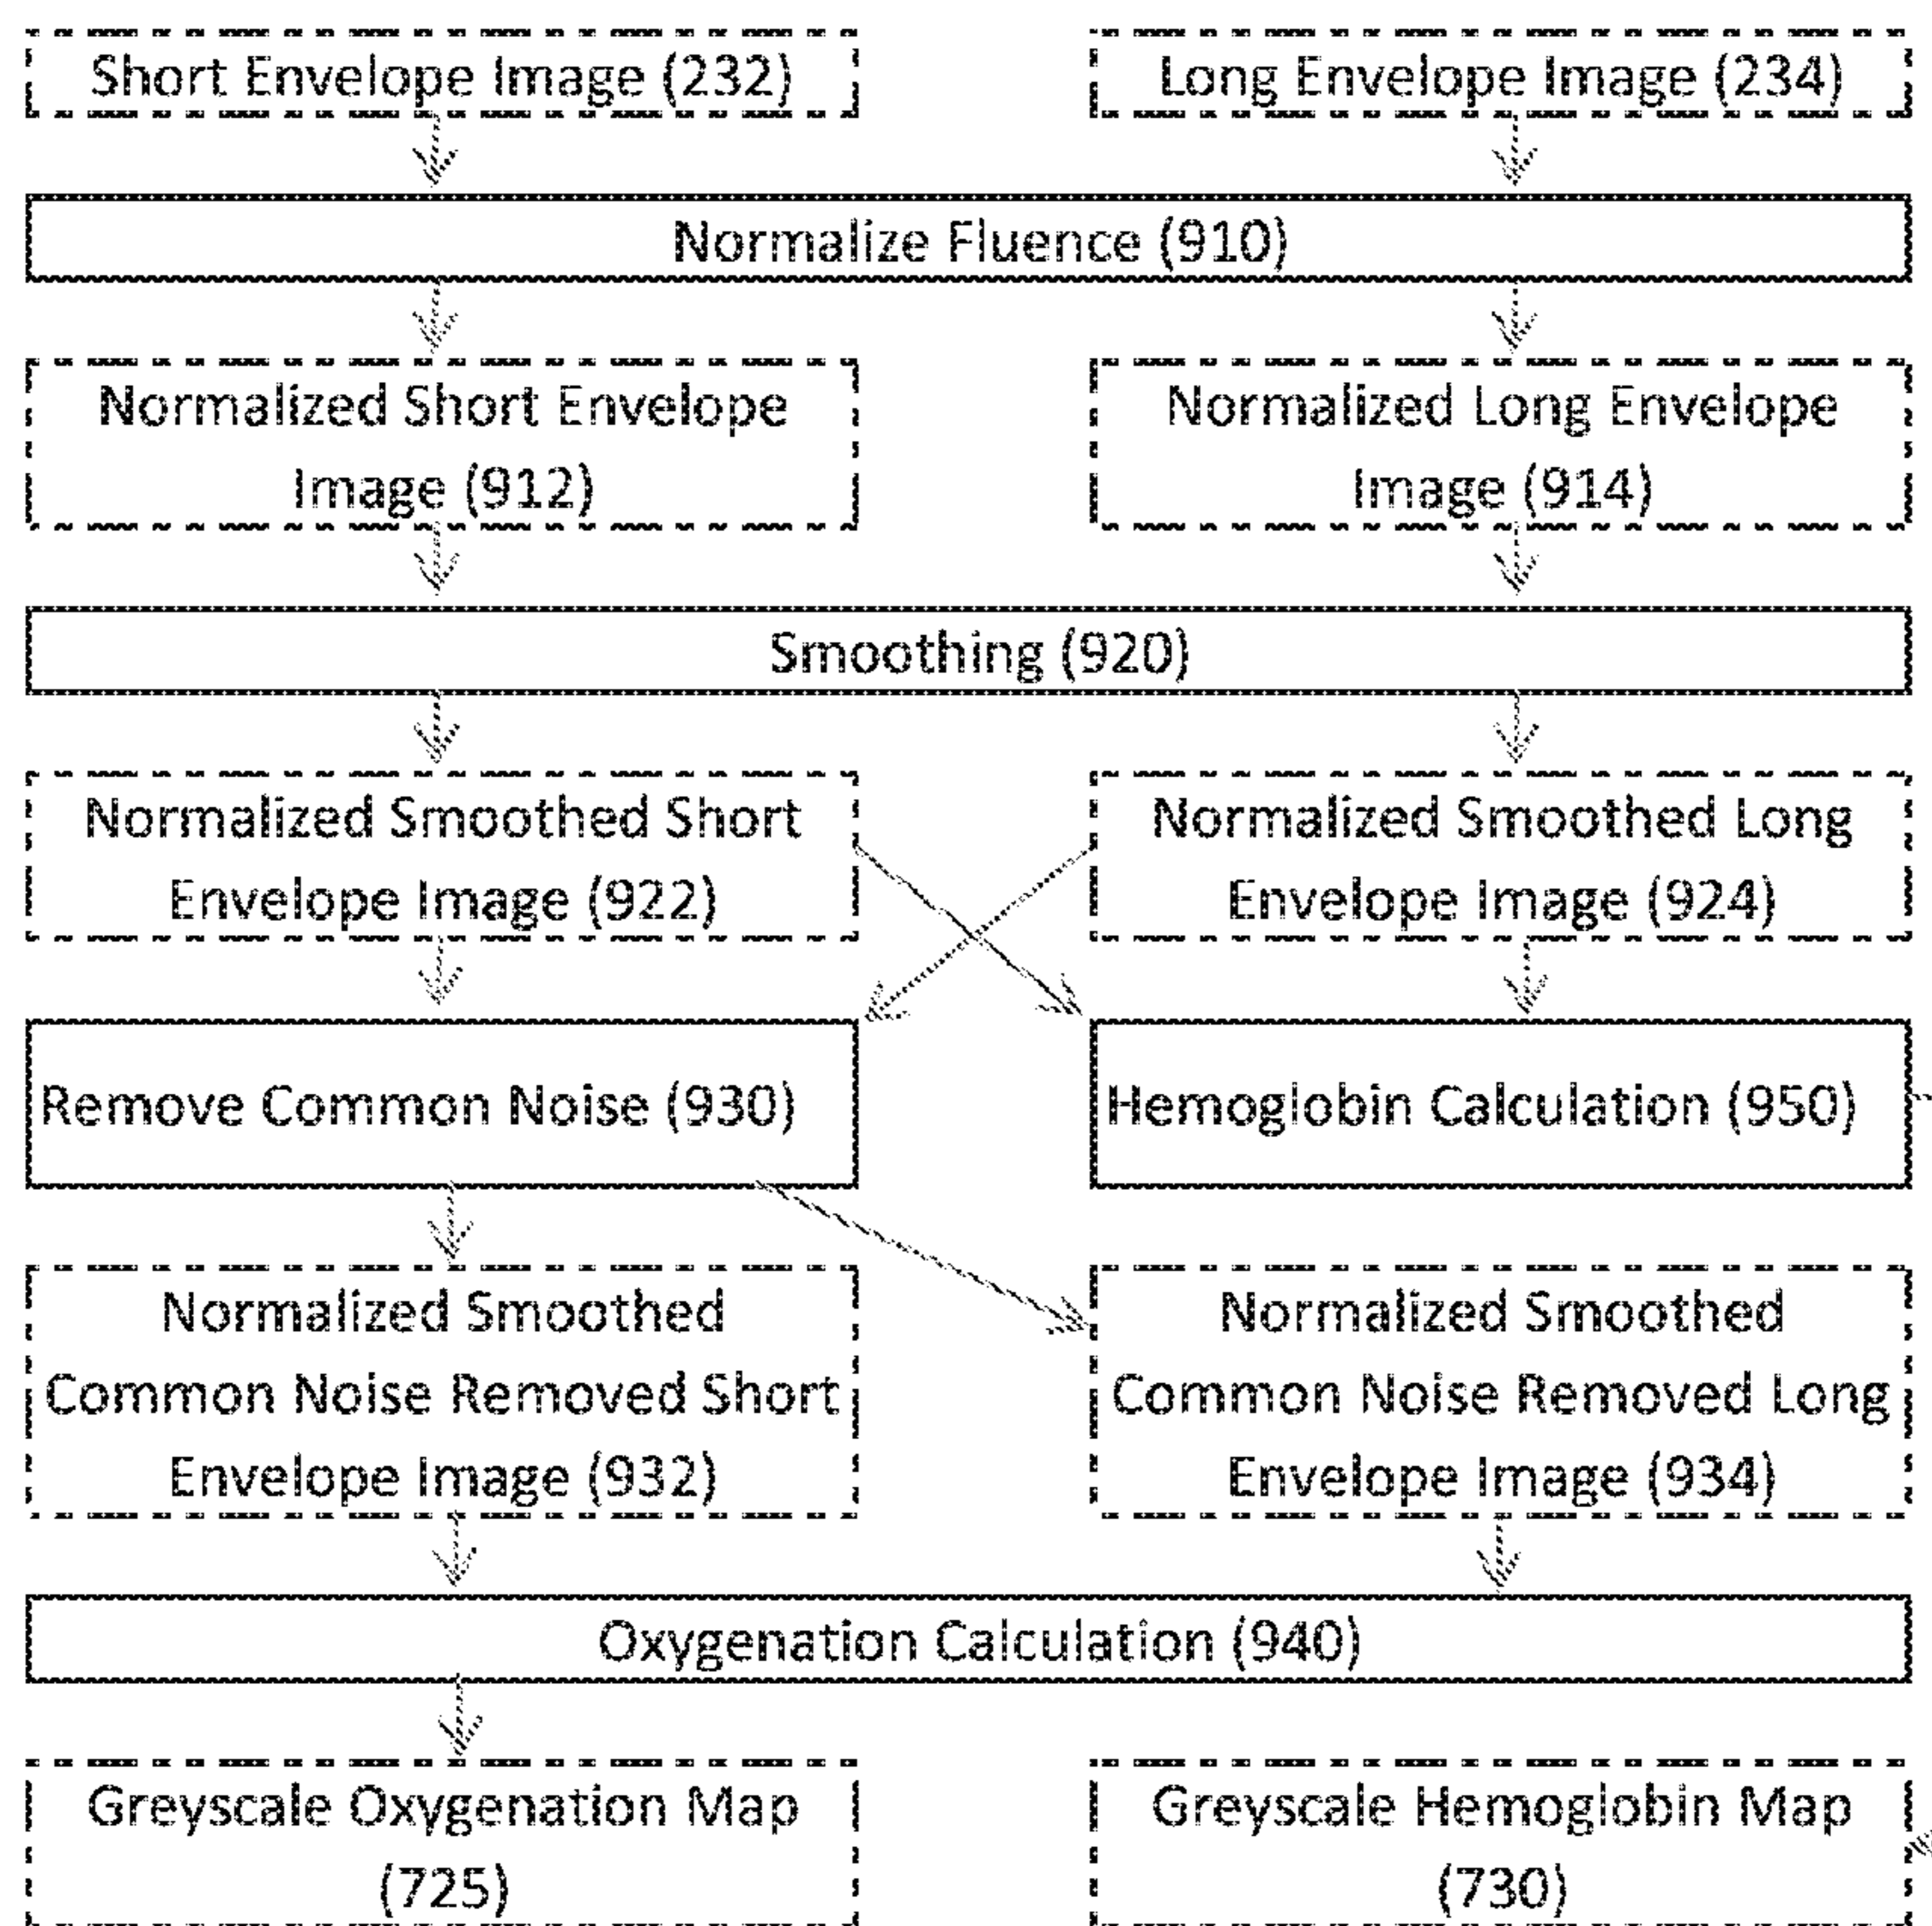 Short Envelope Image (232)
Long Envelope Image (234)
Normalize Fluence (910)
Normalized Short Envelope
Image (912)
Normalized Long Envelope
Image (914)
Smoothing (920)
Normalized Smoothed Short
Envelope Image (922)
Normalized Smoothed Long
Envelope Image (924)
Remove Common Noise (930)
Hemoglobin Calculation (950)
Normalized Smoothed
Common Noise Removed Short
Envelope Image (932)
Normalized Smoothed
Common Noise Removed Long
Envelope Image (934)
Oxygenation Calculation (940)
Greyscale Oxygenation Map
(725)
Greyscale Hemoglobin Map
(730)